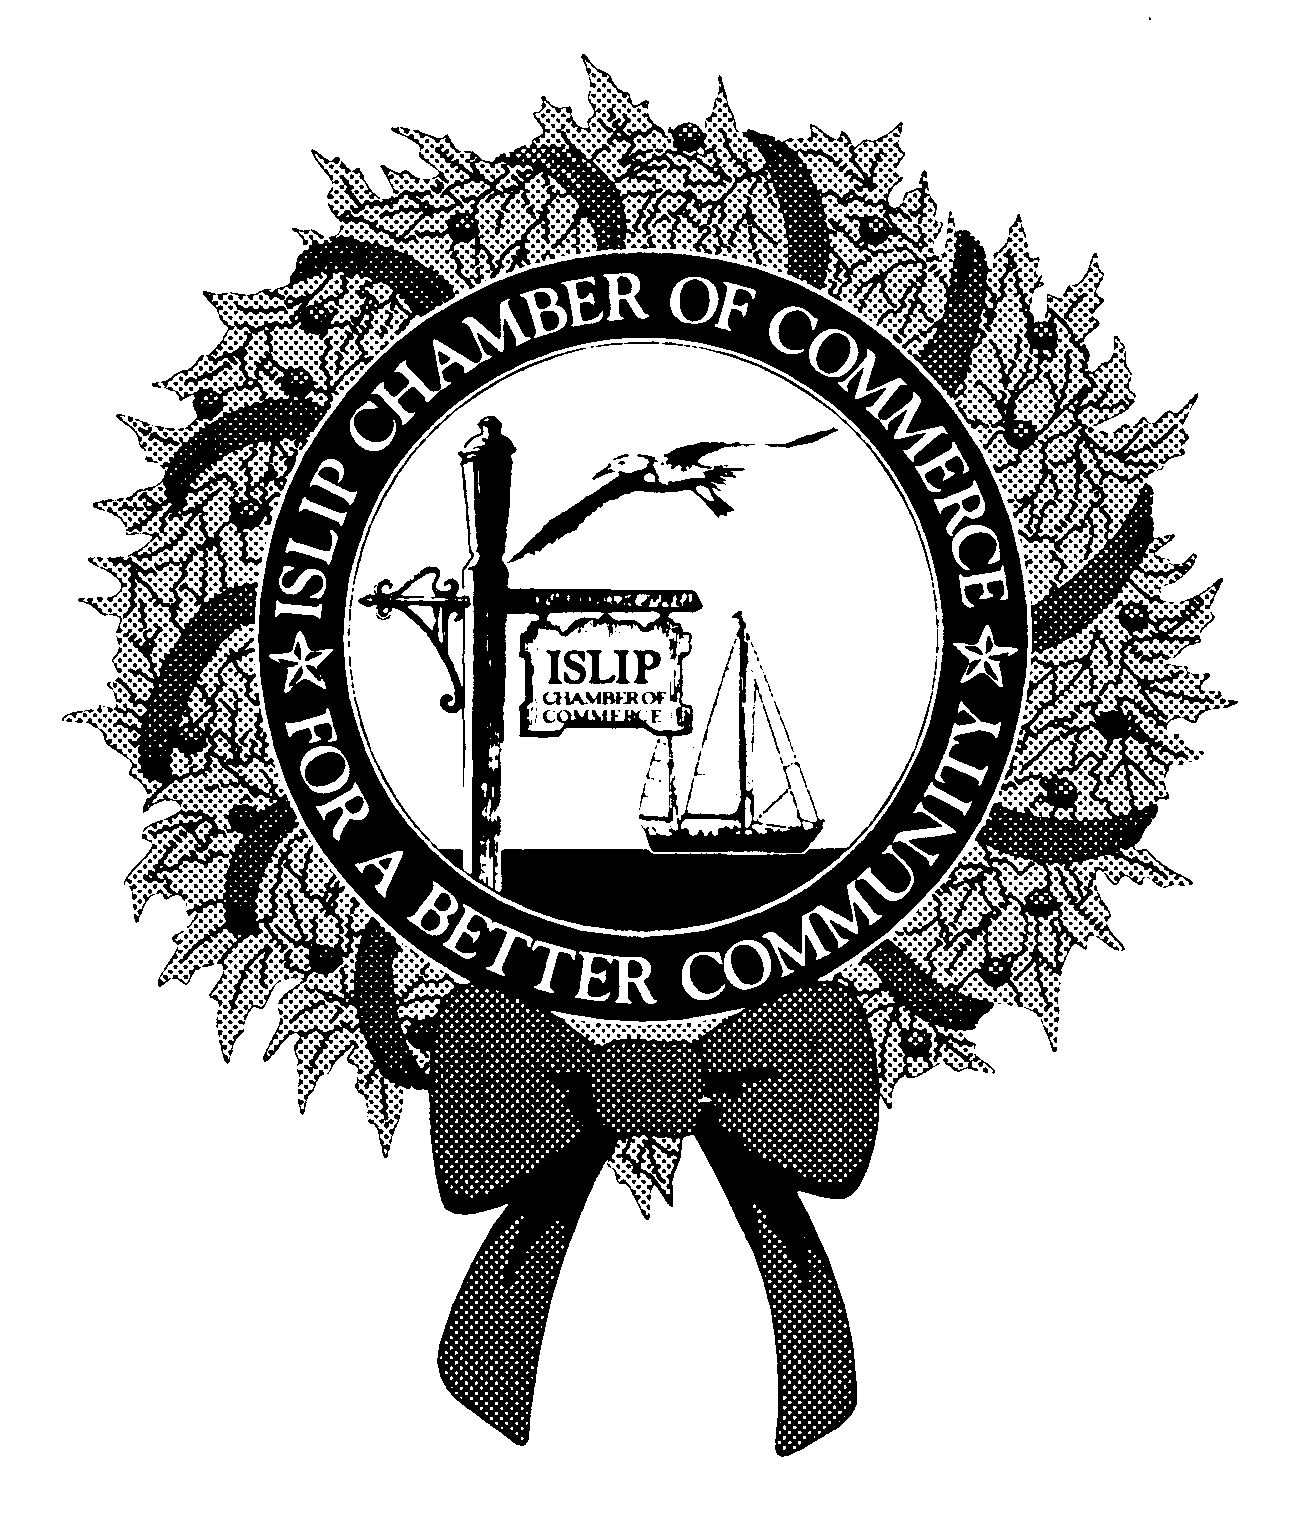 ISLIP CHAMBER OF COMMERCE
ISLIP
CHAMBER OF
COMMERCE
FOR A BETTER COMMUNITY